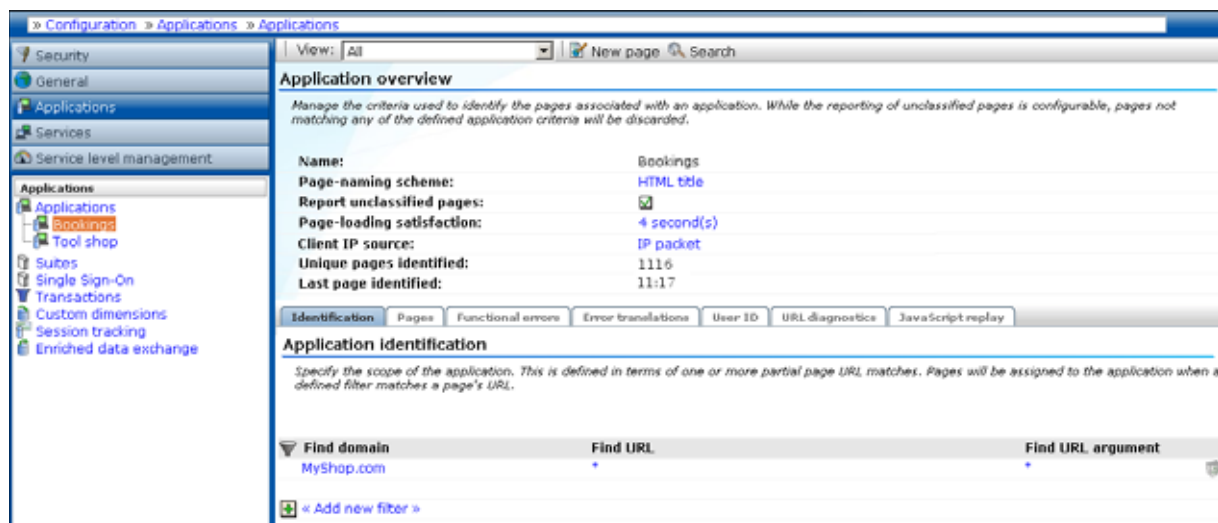 » Configuration » Applications » Applications
Security
General
Applications
Services
Service level management
Applications
Applications
Bookings
Tool shop
Suites
Single Sign-On
Transactions
Custom dimensions
Session tracking
Enriched data exchange
View: All New page Search
Application overview
Manage the criteria used to identify the pages associated with an application. While the reporting of unclassified pages is configurable, pages not
matching any of the defined application criteria will be discarded.
Name: Bookings
Page-naming scheme: HTML title
Report unclassified pages:
Page-loading satisfaction: 4 second(s)
Client IP source: IP packet
Unique pages identified: 1116
Last page identified: 11:17
Identification Pages Functional errors Error translations User ID URL diagnostics JavaScript replay
Application identification
Specify the scope of the application. This is defined in terms of one or more partial page URL matches. Pages will be assigned to the application when a
defined filter matches a page's URL.
Find domain Find URL Find URL argument
MyShop.com * *
« Add new filter »